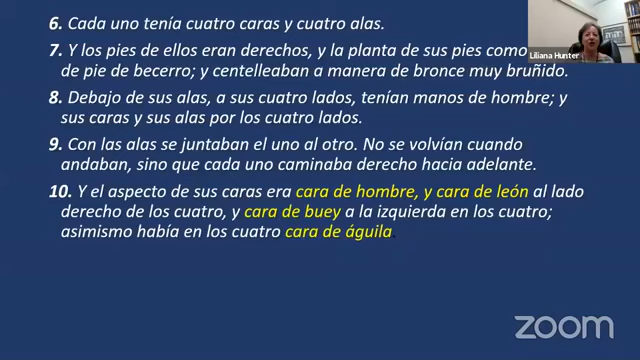 6. Cada uno tenía cuatro caras y cuatro alas.
7. Y los pies de ellos eran derechos, y la planta de sus pies como
de pie de becerro; y centelleaban a manera de bronce muy bruñido.
8. Debajo de sus alas, a sus cuatro lados, tenían manos de hombre; y
sus caras y sus alas por los cuatro lados.
9. Con las alas se juntaban el uno al otro. No se volvían cuando
andaban, sino que cada uno caminaba derecho hacia adelante.
10. Y el aspecto de sus caras era cara de hombre, y cara de león al lado
derecho de los cuatro, y cara de buey a la izquierda en los cuatro;
asimismo había en los cuatro cara de águila.
Liliana Hunter
zoom